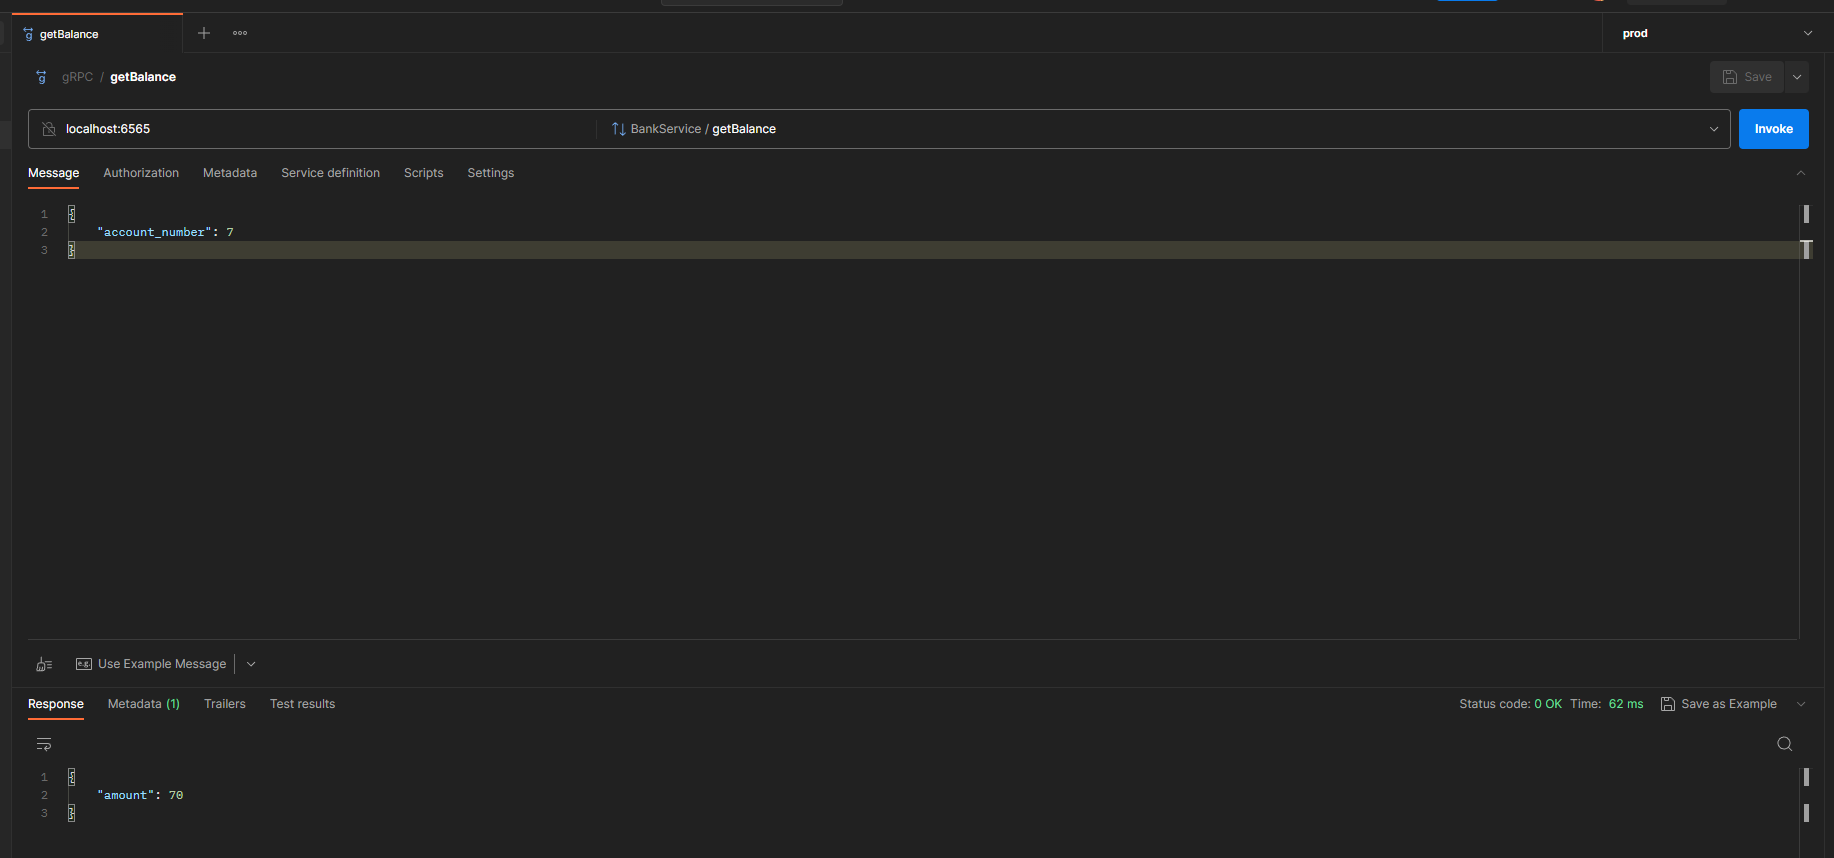 getBalance
prod
gRPC / getBalance
Save
localhost:6565
BankService / getBalance
Invoke
Message Authorization Metadata Service definition Scripts Settings
1 {
2 "account_number": 7
3 }
e.g. Use Example Message
Response Metadata (1) Trailers Test results
Status code: 0 OK Time: 62 ms Save as Example
1 {
2 "amount": 70
3 }